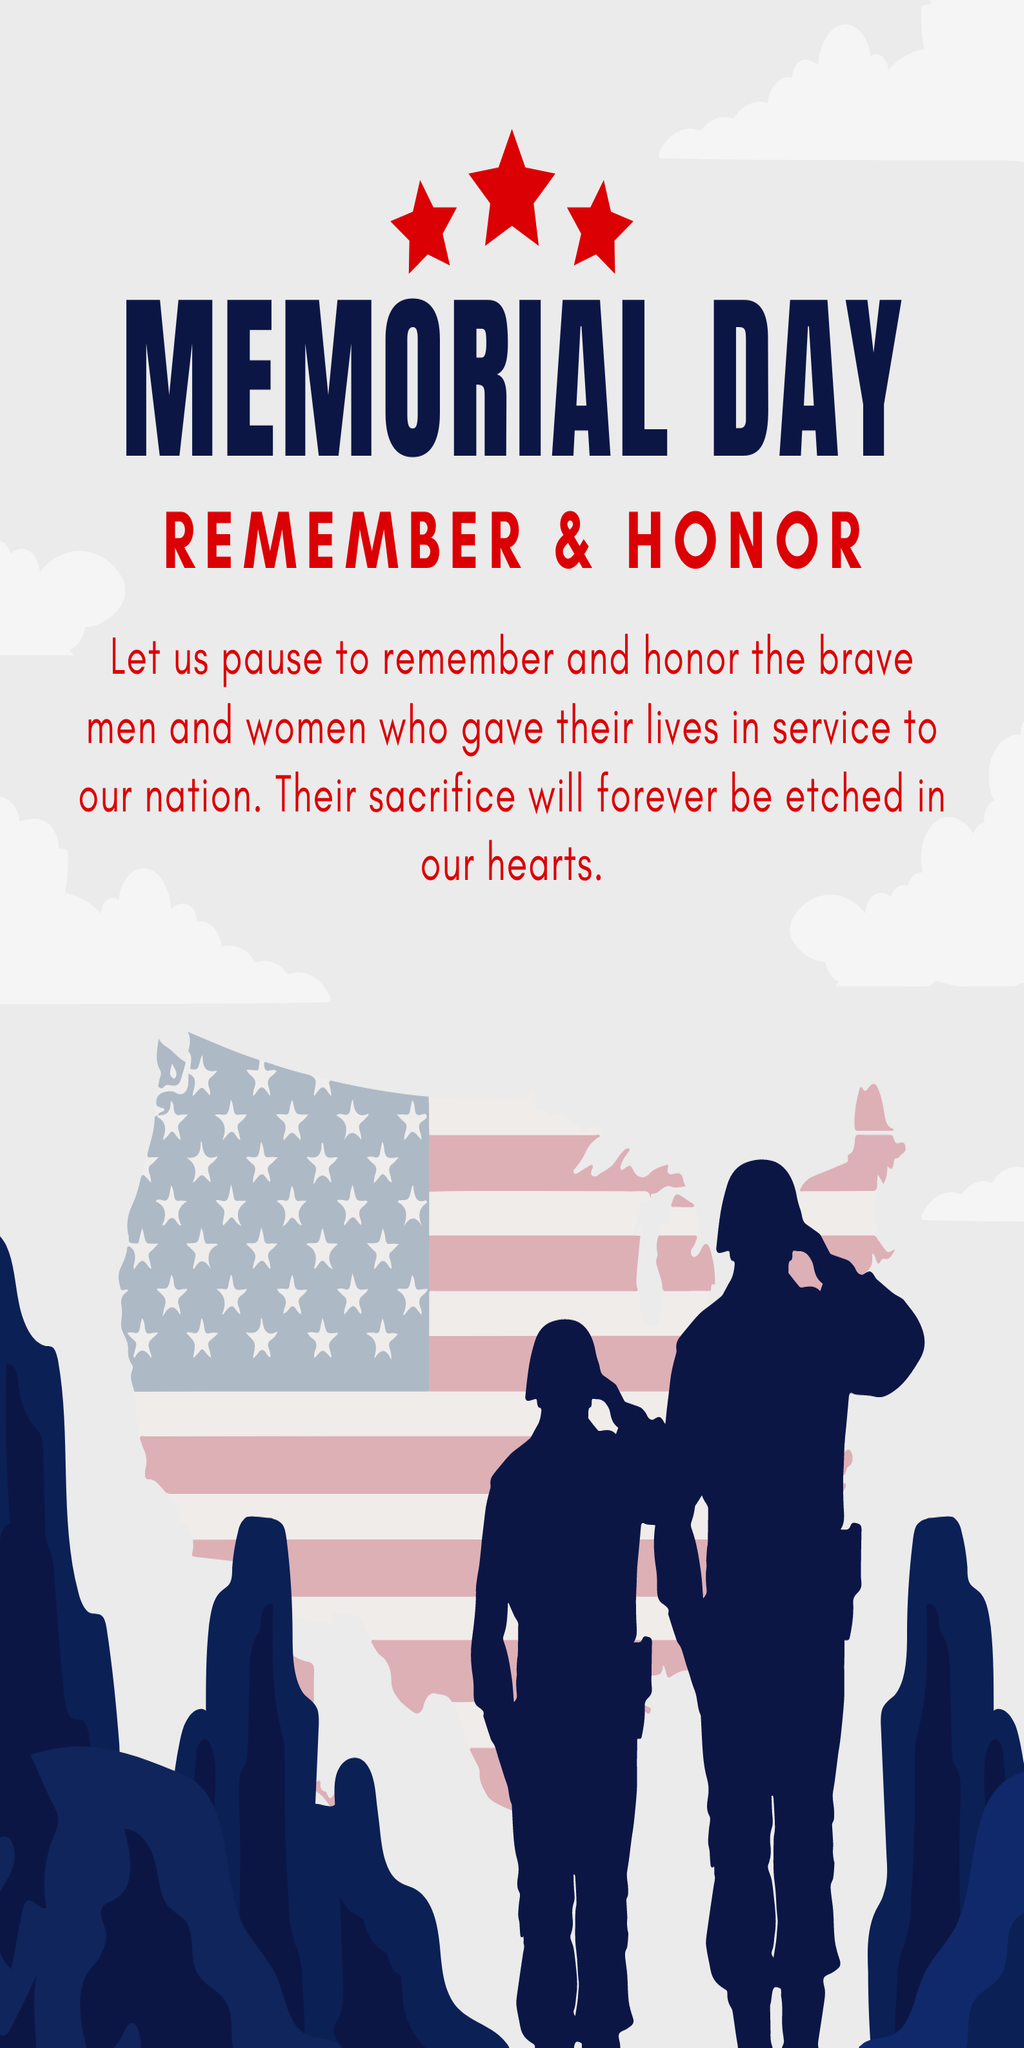 MEMORIAL DAY
REMEMBER & HONOR
Let us pause to remember and honor the brave
men and women who gave their lives in service to
our nation. Their sacrifice will forever be etched in
our hearts.